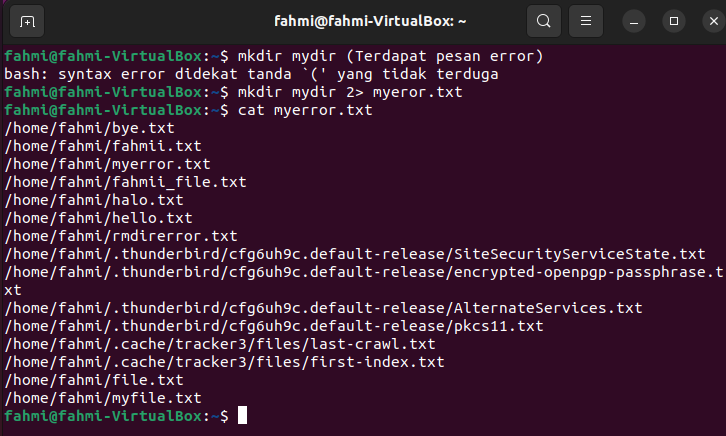 fahmi@fahmi-VirtualBox: ~
fahmi@fahmi-VirtualBox:~$ mkdir mydir (Terdapat pesan error)
bash: syntax error didekat tanda `(' yang tidak terduga
fahmi@fahmi-VirtualBox:~$ mkdir mydir 2> myeror.txt
fahmi@fahmi-VirtualBox:~$ cat myerror.txt
/home/fahmi/bye.txt
/home/fahmi/fahmii.txt
/home/fahmi/myerror.txt
/home/fahmi/fahmii_file.txt
/home/fahmi/halo.txt
/home/fahmi/hello.txt
/home/fahmi/rmdirerror.txt
/home/fahmi/.thunderbird/cfg6uh9c.default-release/SiteSecurityServiceState.txt
/home/fahmi/.thunderbird/cfg6uh9c.default-release/encrypted-openpgp-passphrase.t
xt
/home/fahmi/.thunderbird/cfg6uh9c.default-release/AlternateServices.txt
/home/fahmi/.thunderbird/cfg6uh9c.default-release/pkcs11.txt
/home/fahmi/.cache/tracker3/files/last-crawl.txt
/home/fahmi/.cache/tracker3/files/first-index.txt
/home/fahmi/file.txt
/home/fahmi/myfile.txt
fahmi@fahmi-VirtualBox:~$